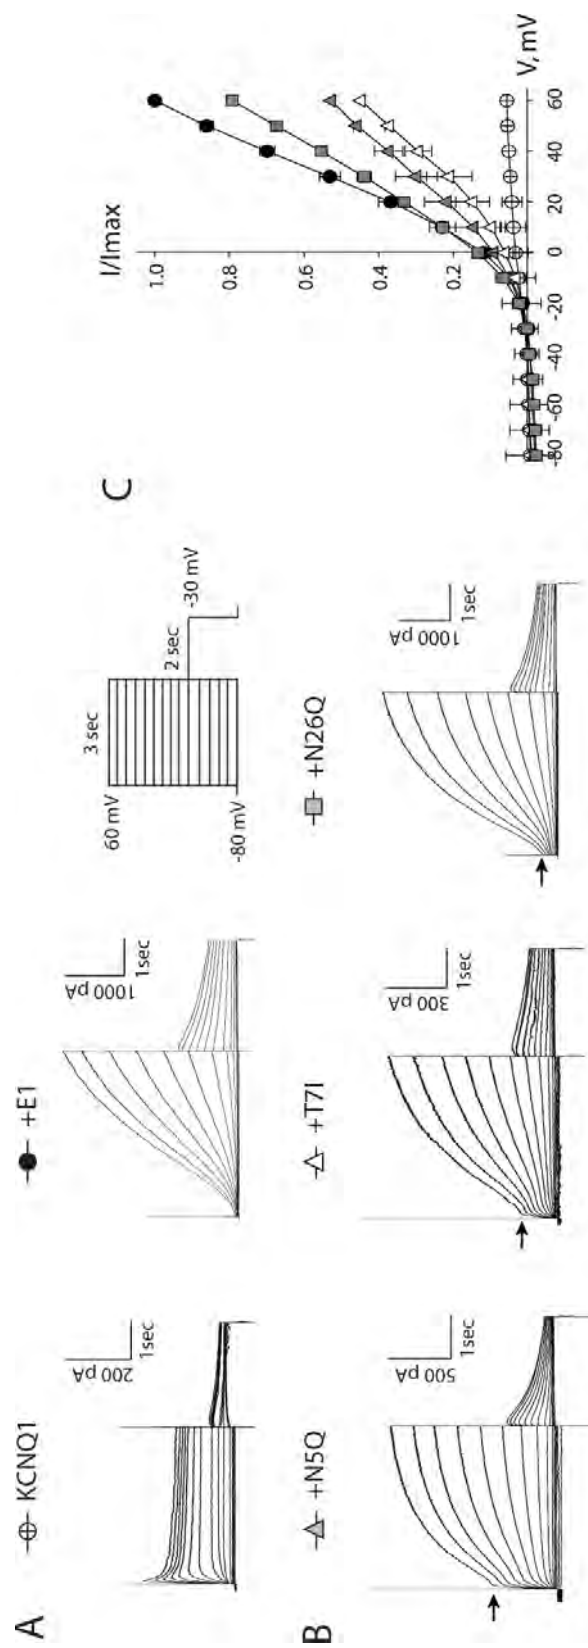 A
KCNQ1
200 pA
1sec
+E1
1000 pA
1sec
60 mV
3 sec
2 sec
-30 mV
-80 mV
B
+N5Q
500 pA
1sec
+T7I
300 pA
1sec
+N26Q
1000 pA
1sec
C
I/Imax
1.0
0.8
0.6
0.4
0.2
-80
-60
-40
-20
0
20
40
60
V, mV